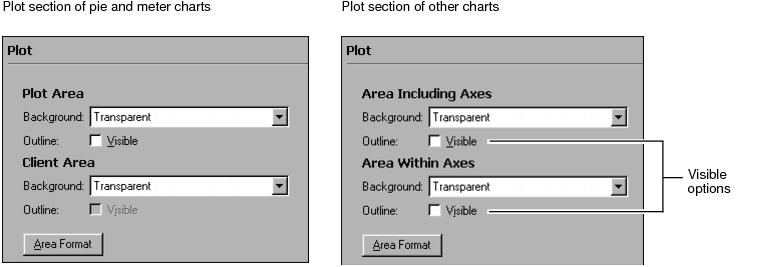 Plot section of pie and meter charts
Plot
Plot Area
Background: Transparent
Outline: Visible
Client Area
Background: Transparent
Outline: Visible
Area Format
Plot section of other charts
Plot
Area Including Axes
Background: Transparent
Outline: Visible
Area Within Axes
Background: Transparent
Outline: Visible
Area Format
Visible
options